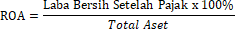 ROA = Laba Bersih Setelah Pajak x 100%
Total Aset